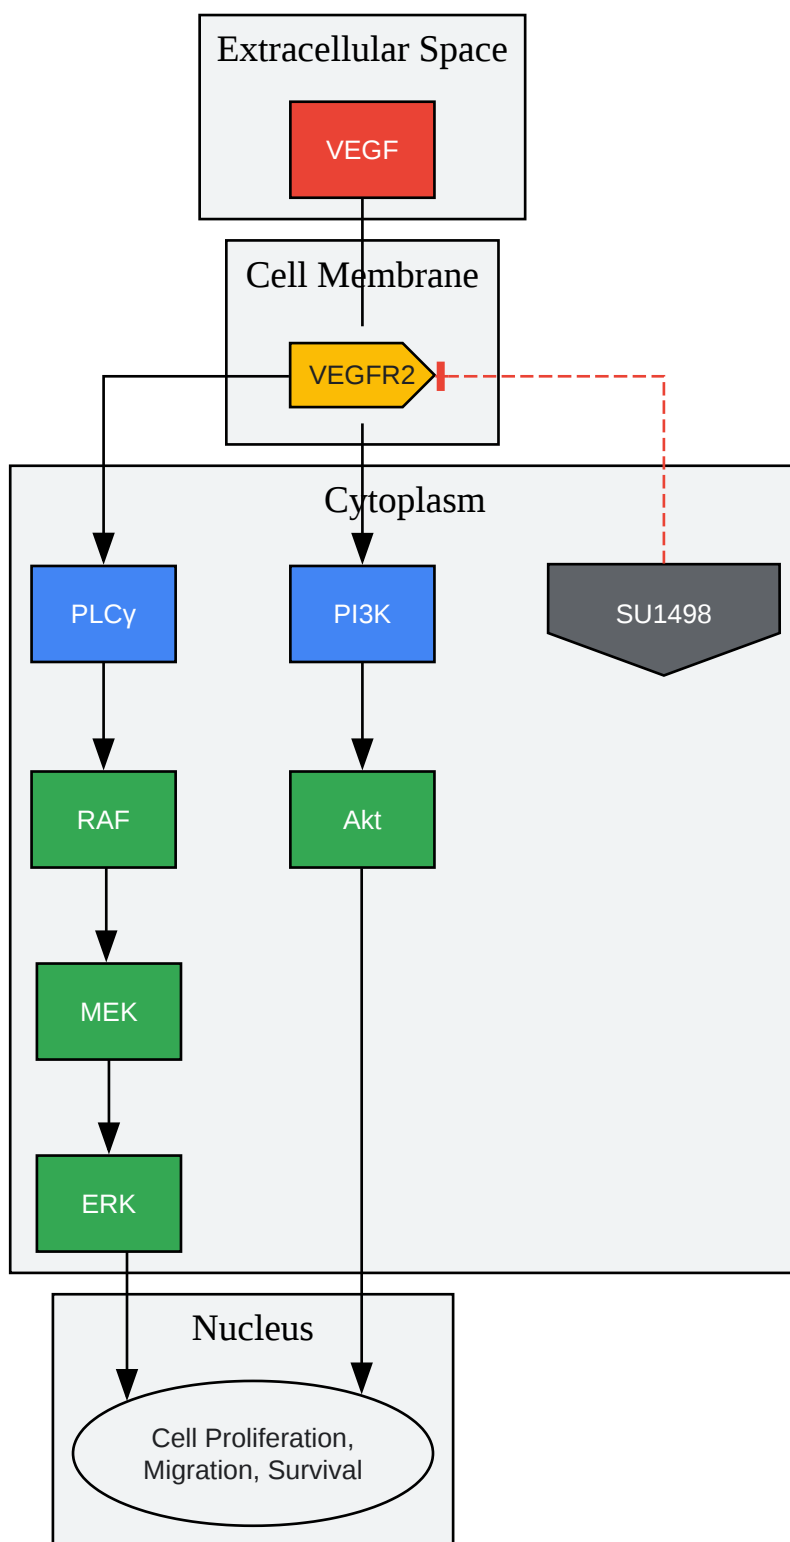 Extracellular Space
VEGF
Cell Membrane
VEGFR2
Cytoplasm
PLCγ
PI3K
SU1498
RAF
Akt
MEK
ERK
Nucleus
Cell Proliferation,
Migration, Survival